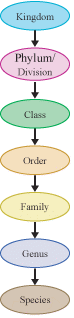 Kingdom
Phylum/
Division
Class
Order
Family
Genus
Species